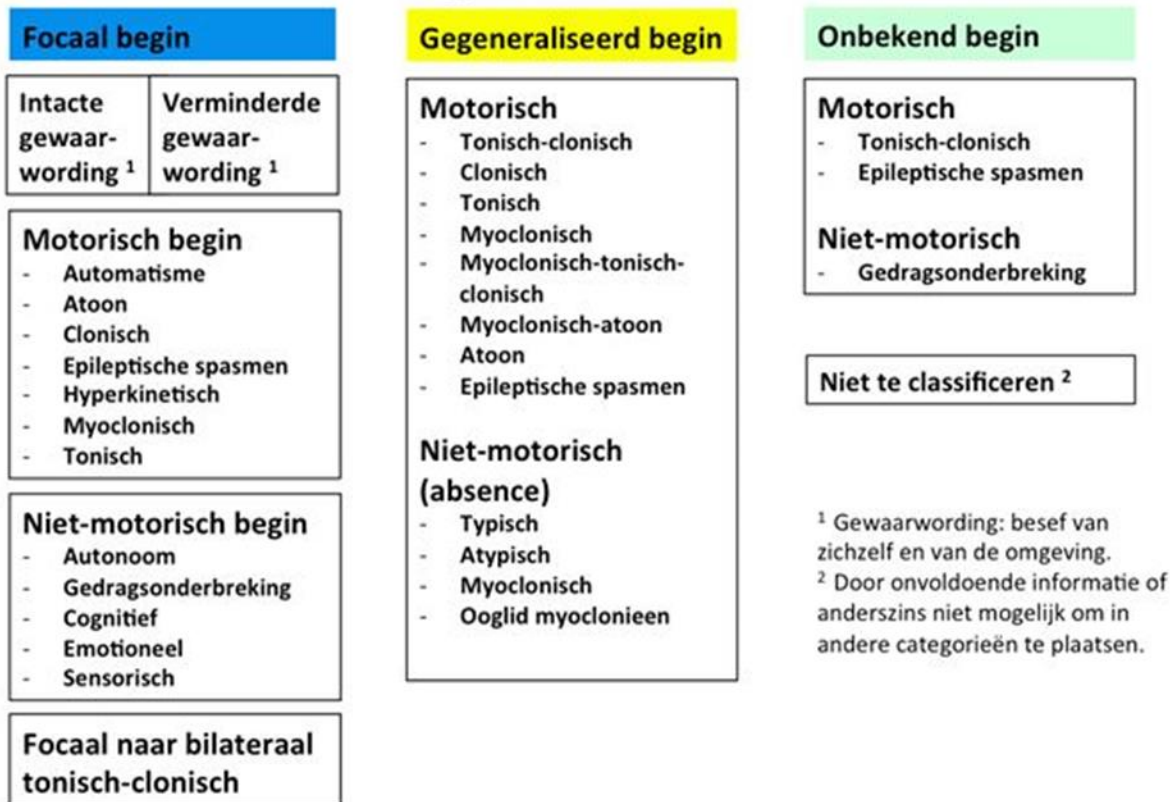 Focaal begin
Intacte
gewaar-
wording ¹
Verminderde
gewaar-
wording ¹
Motorisch begin
- Automatisme
- Atoon
- Clonisch
- Epileptische spasmen
- Hyperkinetisch
- Myoclonisch
- Tonisch
Niet-motorisch begin
- Autonoom
- Gedragsonderbreking
- Cognitief
- Emotioneel
- Sensorisch
Focaal naar bilateraal
tonisch-clonisch
Gegeneraliseerd begin
Motorisch
- Tonisch-clonisch
- Clonisch
- Tonisch
- Myoclonisch
- Myoclonisch-tonisch-
clonisch
- Myoclonisch-atoon
- Atoon
- Epileptische spasmen
Niet-motorisch
(absence)
- Typisch
- Atypisch
- Myoclonisch
- Ooglid myoclonieen
Onbekend begin
Motorisch
- Tonisch-clonisch
- Epileptische spasmen
Niet-motorisch
- Gedragsonderbreking
Niet te classificeren ²
¹ Gewaarwording: besef van
zichzelf en van de omgeving.
² Door onvoldoende informatie of
anderszins niet mogelijk om in
andere categorieën te plaatsen.